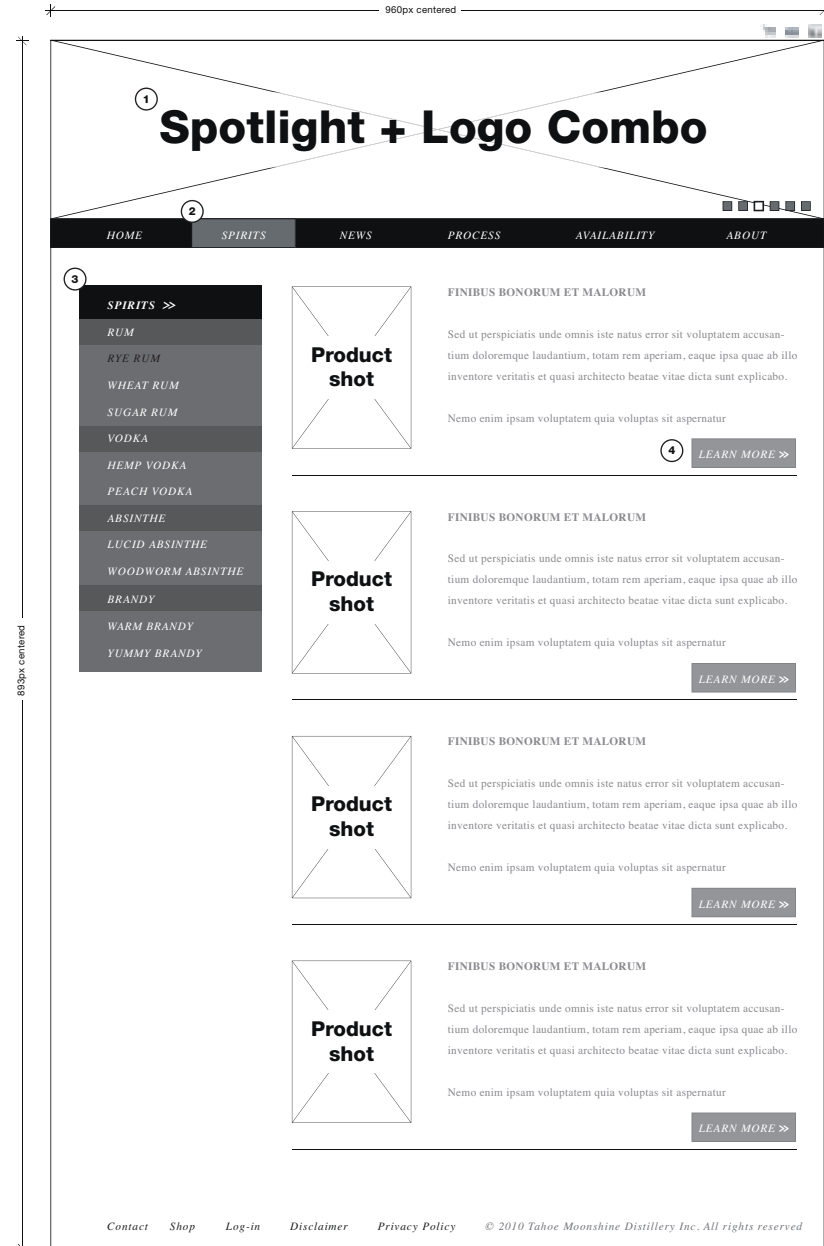 960px centered
893px centered
1
Spotlight + Logo Combo
2
HOME SPIRITS NEWS PROCESS AVAILABILITY ABOUT
3
SPIRITS >>
RUM
RYE RUM
WHEAT RUM
SUGAR RUM
VODKA
HEMP VODKA
PEACH VODKA
ABSINTHE
LUCID ABSINTHE
WOODWORM ABSINTHE
BRANDY
WARM BRANDY
YUMMY BRANDY
Product
shot
FINIBUS BONORUM ET MALORUM
Sed ut perspiciatis unde omnis iste natus error sit voluptatem accusan-
tium doloremque laudantium, totam rem aperiam, eaque ipsa quae ab illo
inventore veritatis et quasi architecto beatae vitae dicta sunt explicabo.
Nemo enim ipsam voluptatem quia voluptas sit aspernatur
4
LEARN MORE >>
Product
shot
FINIBUS BONORUM ET MALORUM
Sed ut perspiciatis unde omnis iste natus error sit voluptatem accusan-
tium doloremque laudantium, totam rem aperiam, eaque ipsa quae ab illo
inventore veritatis et quasi architecto beatae vitae dicta sunt explicabo.
Nemo enim ipsam voluptatem quia voluptas sit aspernatur
LEARN MORE >>
Product
shot
FINIBUS BONORUM ET MALORUM
Sed ut perspiciatis unde omnis iste natus error sit voluptatem accusan-
tium doloremque laudantium, totam rem aperiam, eaque ipsa quae ab illo
inventore veritatis et quasi architecto beatae vitae dicta sunt explicabo.
Nemo enim ipsam voluptatem quia voluptas sit aspernatur
LEARN MORE >>
Product
shot
FINIBUS BONORUM ET MALORUM
Sed ut perspiciatis unde omnis iste natus error sit voluptatem accusan-
tium doloremque laudantium, totam rem aperiam, eaque ipsa quae ab illo
inventore veritatis et quasi architecto beatae vitae dicta sunt explicabo.
Nemo enim ipsam voluptatem quia voluptas sit aspernatur
LEARN MORE >>
Contact Shop Log-in Disclaimer Privacy Policy © 2010 Tahoe Moonshine Distillery Inc. All rights reserved